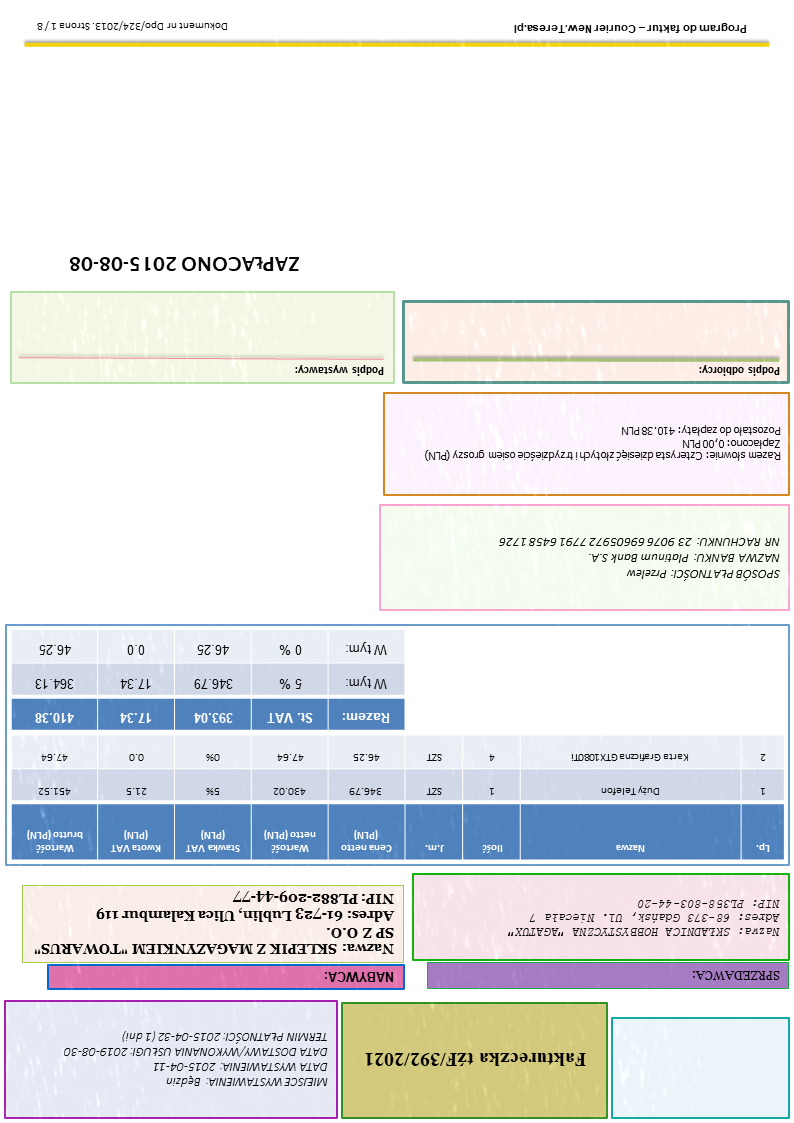 Faktureczka tźf/392/2021
MIEJSCE WYSTAWIENIA: Będzin
DATA WYSTAWIENIA: 2015-04-11
DATA DOSTAWY/WYKONANIA USŁUGI:2019-08-30
TERMIN PŁATNOŚCI: 2015-04-32 (1 dni)
SPRZEDAWCA:
Nazwa: SKŁADNICA HOBBYSTYCZNA "AGATUX"
Adres: 68-373 Gdańsk, Ul. Niecała 7
NIP: PL358-803-44-20
NABYWCA:
Nazwa: SKLEPIK Z MAGAZYNKIEM "TOWARUS"
SP Z O.O.
Adres: 61-723 Lublin, Ulica Kalambur 119
NIP: PL882-209-44-77
Lp. Nazwa Ilość J.m. Cena netto (PLN) Wartość netto (PLN) Stawka VAT (PLN) Kwota VAT (PLN) Wartość brutto (PLN)
1 Duży Telefon 1 SZT 346.79 430.02 5% 21.5 451.52
2 Karta Graficzna GTX1080Ti 4 SZT 46.25 47.64 0% 0.0 47.64
Razem: St. VAT 393.04 17.34 410.38
W tym: 5 % 346.79 17.34 364.13
W tym: 0 % 46.25 0.0 46.25
SPOSÓB PŁATNOŚCI: Przelew
NAZWA BANKU: Platinum Bank S.A.
NR RACHUNKU: 23 9076 69605972 7791 6458 1726
Razem słownie: Czterysta dziesięć złotych i trzydzieście osiem groszy (PLN)
Zapłacono: 0,00 PLN
Pozostało do zapłaty: 410.38 PLN
Podpis odbiorcy:
Podpis wystawcy:
ZAPŁACONO 2015-08-08
Program do faktur – Courier New.Teresa.pl
Dokument nr Dpo/324/2013. Strona 1 / 8